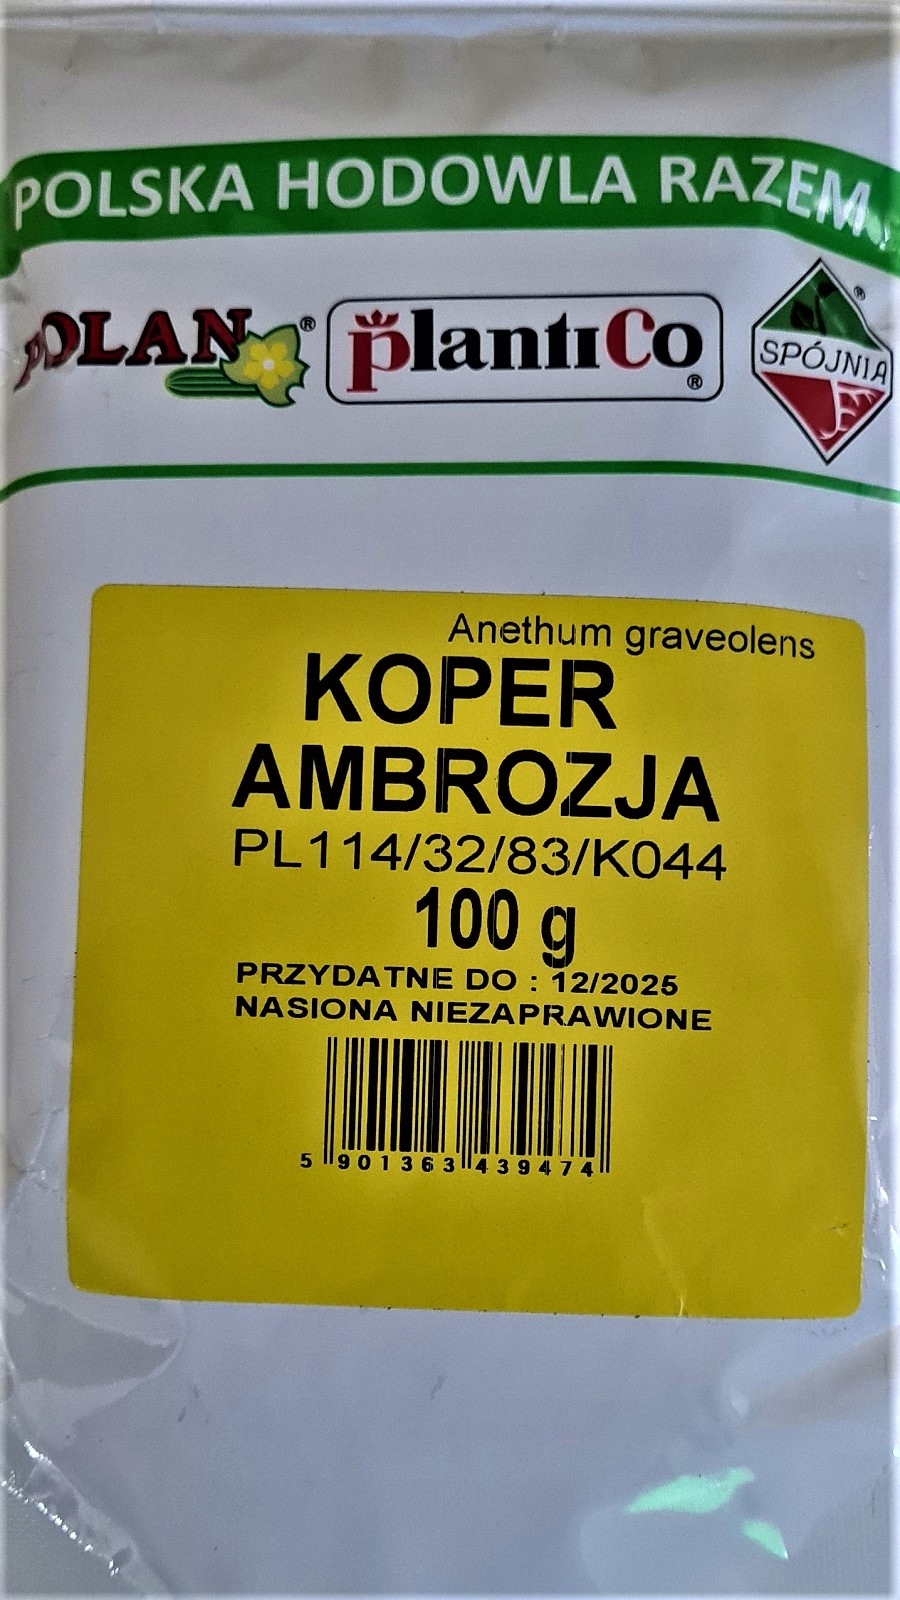 POLSKA HODOWLA RAZEM
POLAN®
plantiCo®
SPÓJNIA®
Anethum graveolens
KOPER
AMBROZJA
PL114/32/83/K044
100 g
PRZYDATNE DO : 12/2025
NASIONA NIEZAPRAWIONE
5 901363 439474